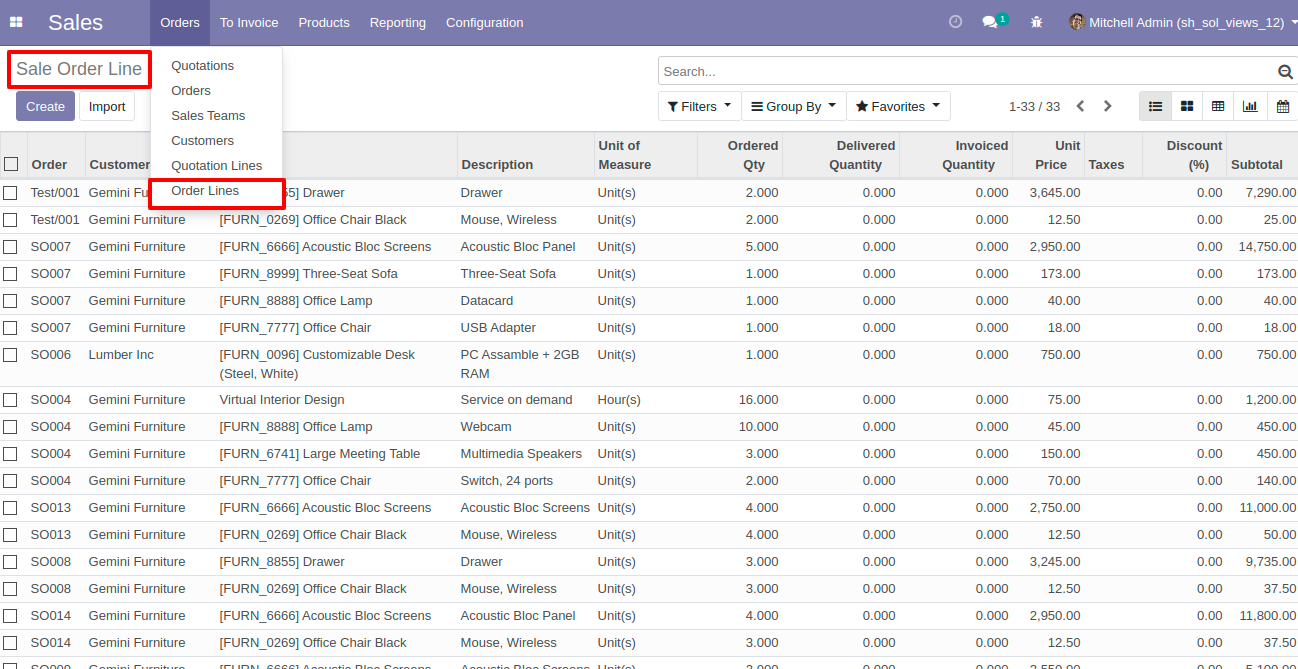 Sales Orders To Invoice Products Reporting Configuration 1 Mitchell Admin (sh_sol_views_12)
Sale Order Line
Search...
Create Import
Filters Group By Favorites 1-33 / 33
Quotations
Orders
Sales Teams
Customers
Quotation Lines
Order Lines
Order Customer Description Unit of Measure Ordered Qty Delivered Quantity Invoiced Quantity Unit Price Taxes Discount (%) Subtotal
Test/001 Gemini Fu 55] Drawer Drawer Unit(s) 2.000 0.000 0.000 3,645.00 0.00 7,290.00
Test/001 Gemini Furniture [FURN_0269] Office Chair Black Mouse, Wireless Unit(s) 2.000 0.000 0.000 12.50 0.00 25.00
SO007 Gemini Furniture [FURN_6666] Acoustic Bloc Screens Acoustic Bloc Panel Unit(s) 5.000 0.000 0.000 2,950.00 0.00 14,750.00
SO007 Gemini Furniture [FURN_8999] Three-Seat Sofa Three-Seat Sofa Unit(s) 1.000 0.000 0.000 173.00 0.00 173.00
SO007 Gemini Furniture [FURN_8888] Office Lamp Datacard Unit(s) 1.000 0.000 0.000 40.00 0.00 40.00
SO007 Gemini Furniture [FURN_7777] Office Chair USB Adapter Unit(s) 1.000 0.000 0.000 18.00 0.00 18.00
SO006 Lumber Inc [FURN_0096] Customizable Desk PC Assamble + 2GB Unit(s) 1.000 0.000 0.000 750.00 0.00 750.00
(Steel, White) RAM
SO004 Gemini Furniture Virtual Interior Design Service on demand Hour(s) 16.000 0.000 0.000 75.00 0.00 1,200.00
SO004 Gemini Furniture [FURN_8888] Office Lamp Webcam Unit(s) 10.000 0.000 0.000 45.00 0.00 450.00
SO004 Gemini Furniture [FURN_6741] Large Meeting Table Multimedia Speakers Unit(s) 3.000 0.000 0.000 150.00 0.00 450.00
SO004 Gemini Furniture [FURN_7777] Office Chair Switch, 24 ports Unit(s) 2.000 0.000 0.000 70.00 0.00 140.00
SO013 Gemini Furniture [FURN_6666] Acoustic Bloc Screens Acoustic Bloc Screens Unit(s) 4.000 0.000 0.000 2,750.00 0.00 11,000.00
SO013 Gemini Furniture [FURN_0269] Office Chair Black Mouse, Wireless Unit(s) 4.000 0.000 0.000 12.50 0.00 50.00
SO008 Gemini Furniture [FURN_8855] Drawer Drawer Unit(s) 3.000 0.000 0.000 3,245.00 0.00 9,735.00
SO008 Gemini Furniture [FURN_0269] Office Chair Black Mouse, Wireless Unit(s) 3.000 0.000 0.000 12.50 0.00 37.50
SO014 Gemini Furniture [FURN_6666] Acoustic Bloc Screens Acoustic Bloc Panel Unit(s) 4.000 0.000 0.000 2,950.00 0.00 11,800.00
SO014 Gemini Furniture [FURN_0269] Office Chair Black Mouse, Wireless Unit(s) 3.000 0.000 0.000 12.50 0.00 37.50